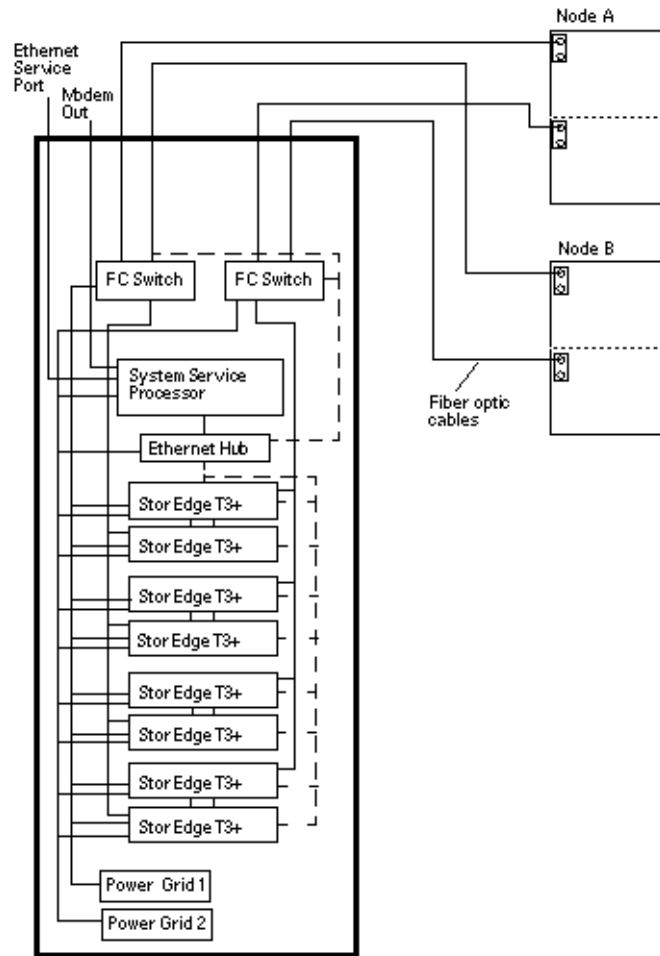 Node A
Ethernet
Service
Port
Modem
Out
Node B
FC Switch
FC Switch
System Service
Processor
Fiber optic
cables
Ethernet Hub
Stor Edge T3+
Stor Edge T3+
Stor Edge T3+
Stor Edge T3+
Stor Edge T3+
Stor Edge T3+
Stor Edge T3+
Stor Edge T3+
Power Grid 1
Power Grid 2